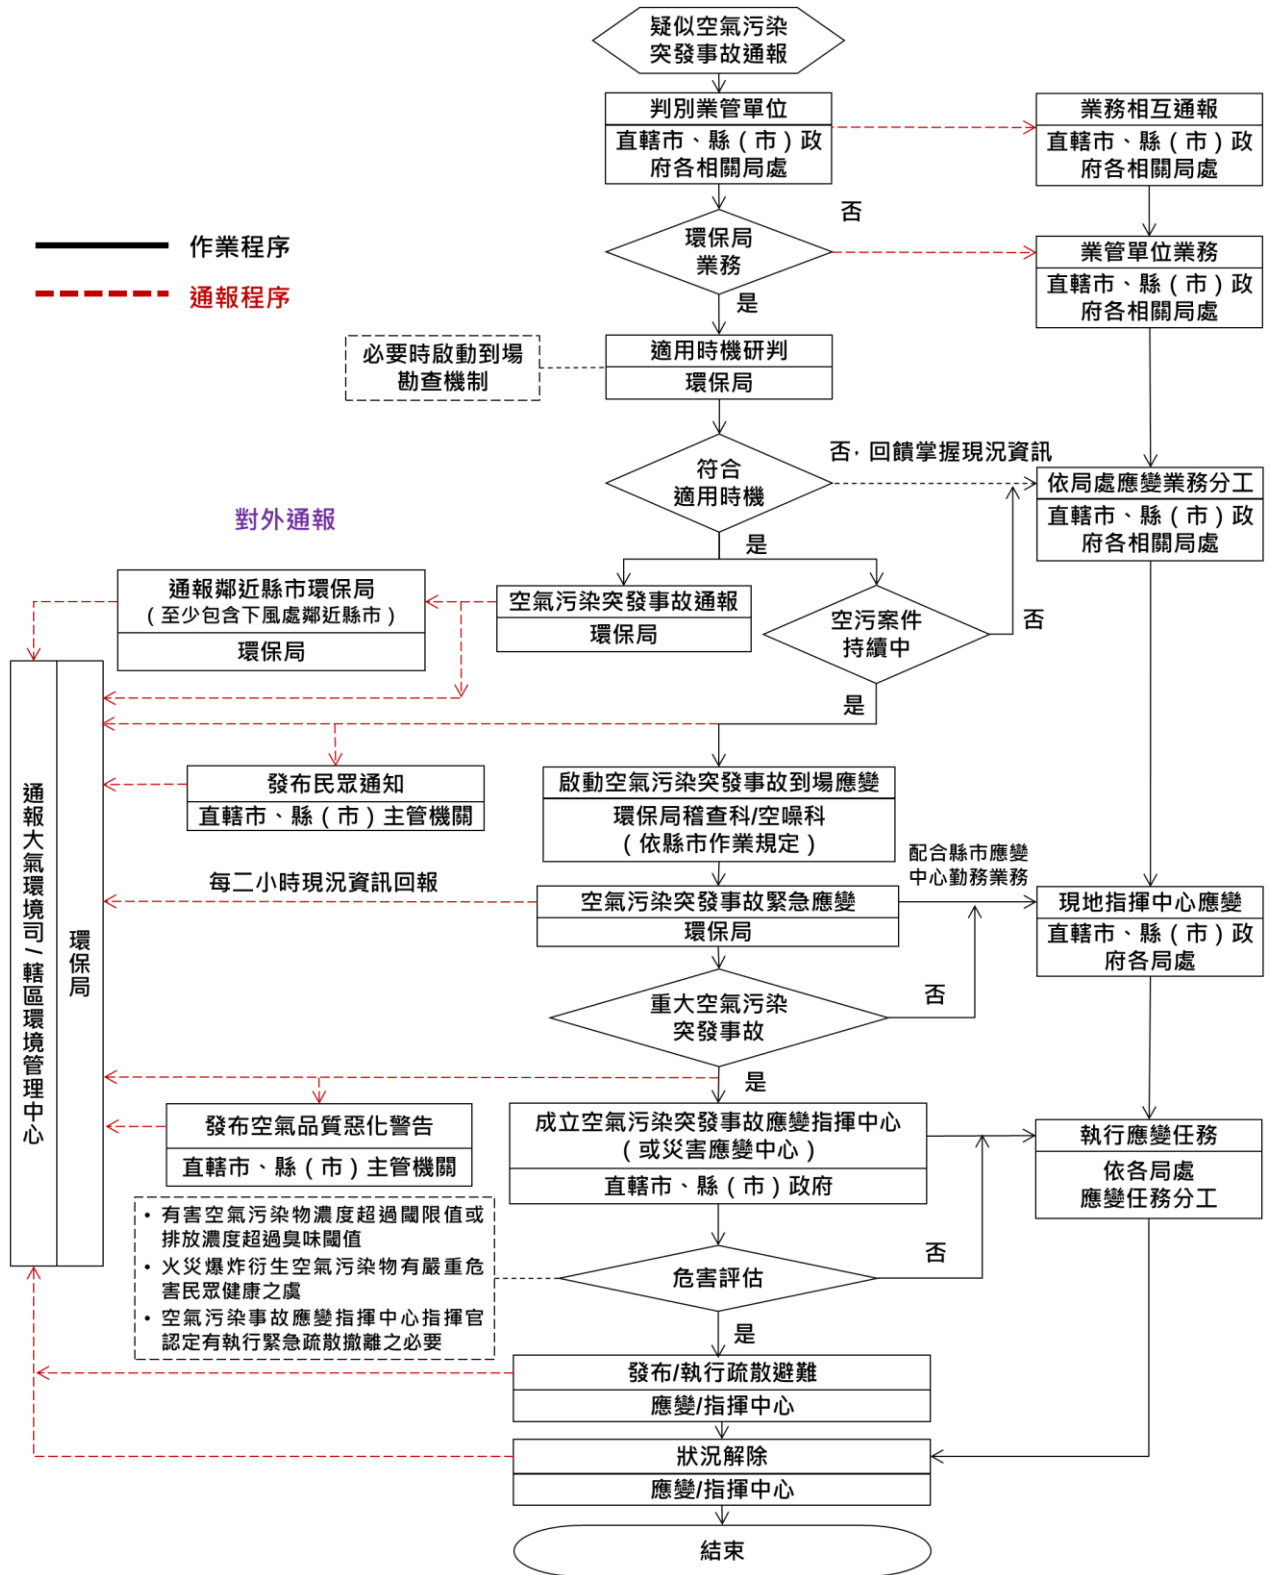 疑似空氣污染
突發事故通報
判別業管單位
直轄市、縣（市）政
府各相關局處
業務相互通報
直轄市、縣（市）政
府各相關局處
否
環保局
業務
是
業管單位業務
直轄市、縣（市）政
府各相關局處
作業程序
通報程序
必要時啟動到場
勘查機制
適用時機研判
環保局
符合
適用時機
否，回饋掌握現況資訊
依局處應變業務分工
直轄市、縣（市）政
府各相關局處
是
對外通報
通報鄰近縣市環保局
（至少包含下風處鄰近縣市）
環保局
空氣污染突發事故通報
環保局
空污案件
持續中
否
是
通報大氣環境司/轄區環境管理中心
環保局
發布民眾通知
直轄市、縣（市）主管機關
啟動空氣污染突發事故到場應變
環保局稽查科/空噪科
（依縣市作業規定）
每二小時現況資訊回報
空氣污染突發事故緊急應變
環保局
配合縣市應變
中心勤務業務
現地指揮中心應變
直轄市、縣（市）政
府各局處
重大空氣污染
突發事故
否
是
發布空氣品質惡化警告
直轄市、縣（市）主管機關
成立空氣污染突發事故應變指揮中心
（或災害應變中心）
直轄市、縣（市）政府
執行應變任務
依各局處
應變任務分工
• 有害空氣污染物濃度超過閾限值或
排放濃度超過臭味閾值
• 火災爆炸衍生空氣污染物有嚴重危
害民眾健康之虞
• 空氣污染事故應變指揮中心指揮官
認定有執行緊急疏散撤離之必要
危害評估
否
是
發布/執行疏散避難
應變/指揮中心
狀況解除
應變/指揮中心
結束